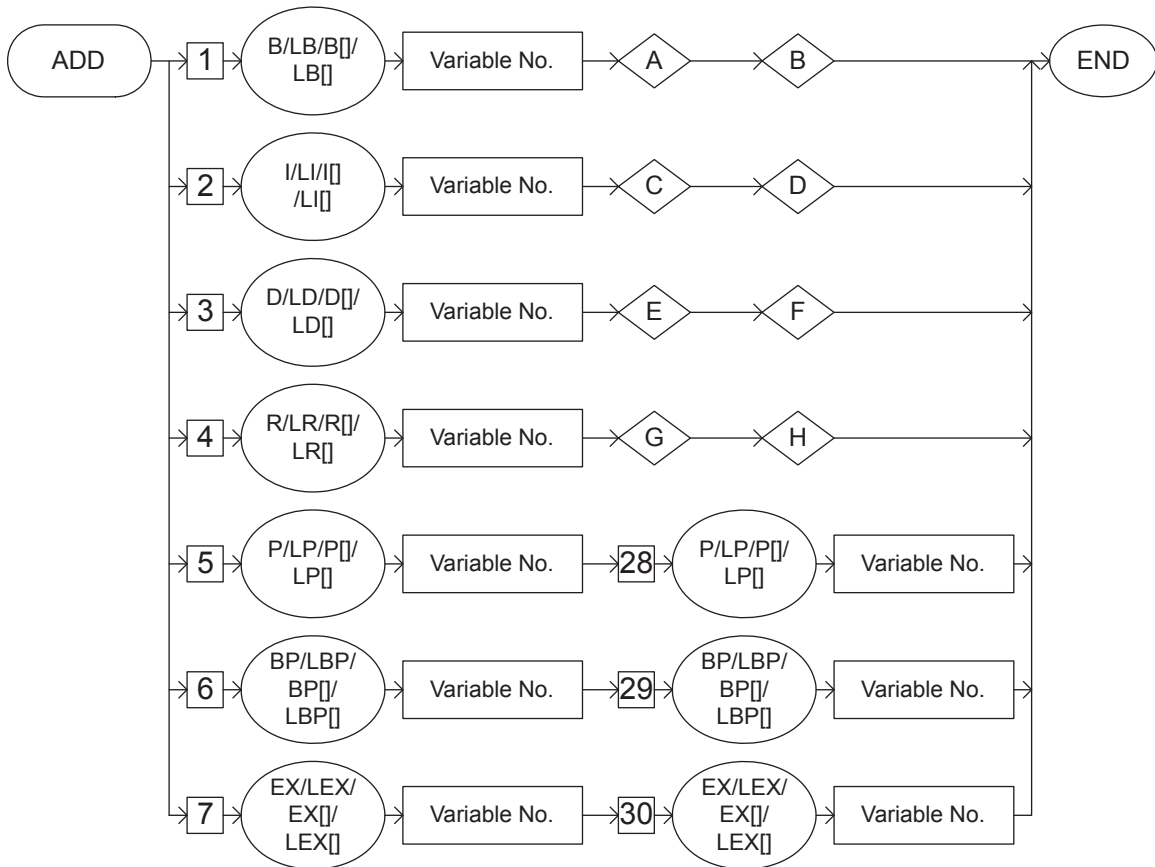 ADD
1
B/LB/B[]/
LB[]
Variable No.
A
B
END
2
I/LI/I[]
/LI[]
Variable No.
C
D
3
D/LD/D[]/
LD[]
Variable No.
E
F
4
R/LR/R[]/
LR[]
Variable No.
G
H
5
P/LP/P[]/
LP[]
Variable No.
28
P/LP/P[]/
LP[]
Variable No.
6
BP/LBP/
BP[]/
LBP[]
Variable No.
29
BP/LBP/
BP[]/
LBP[]
Variable No.
7
EX/LEX/
EX[]/
LEX[]
Variable No.
30
EX/LEX/
EX[]/
LEX[]
Variable No.